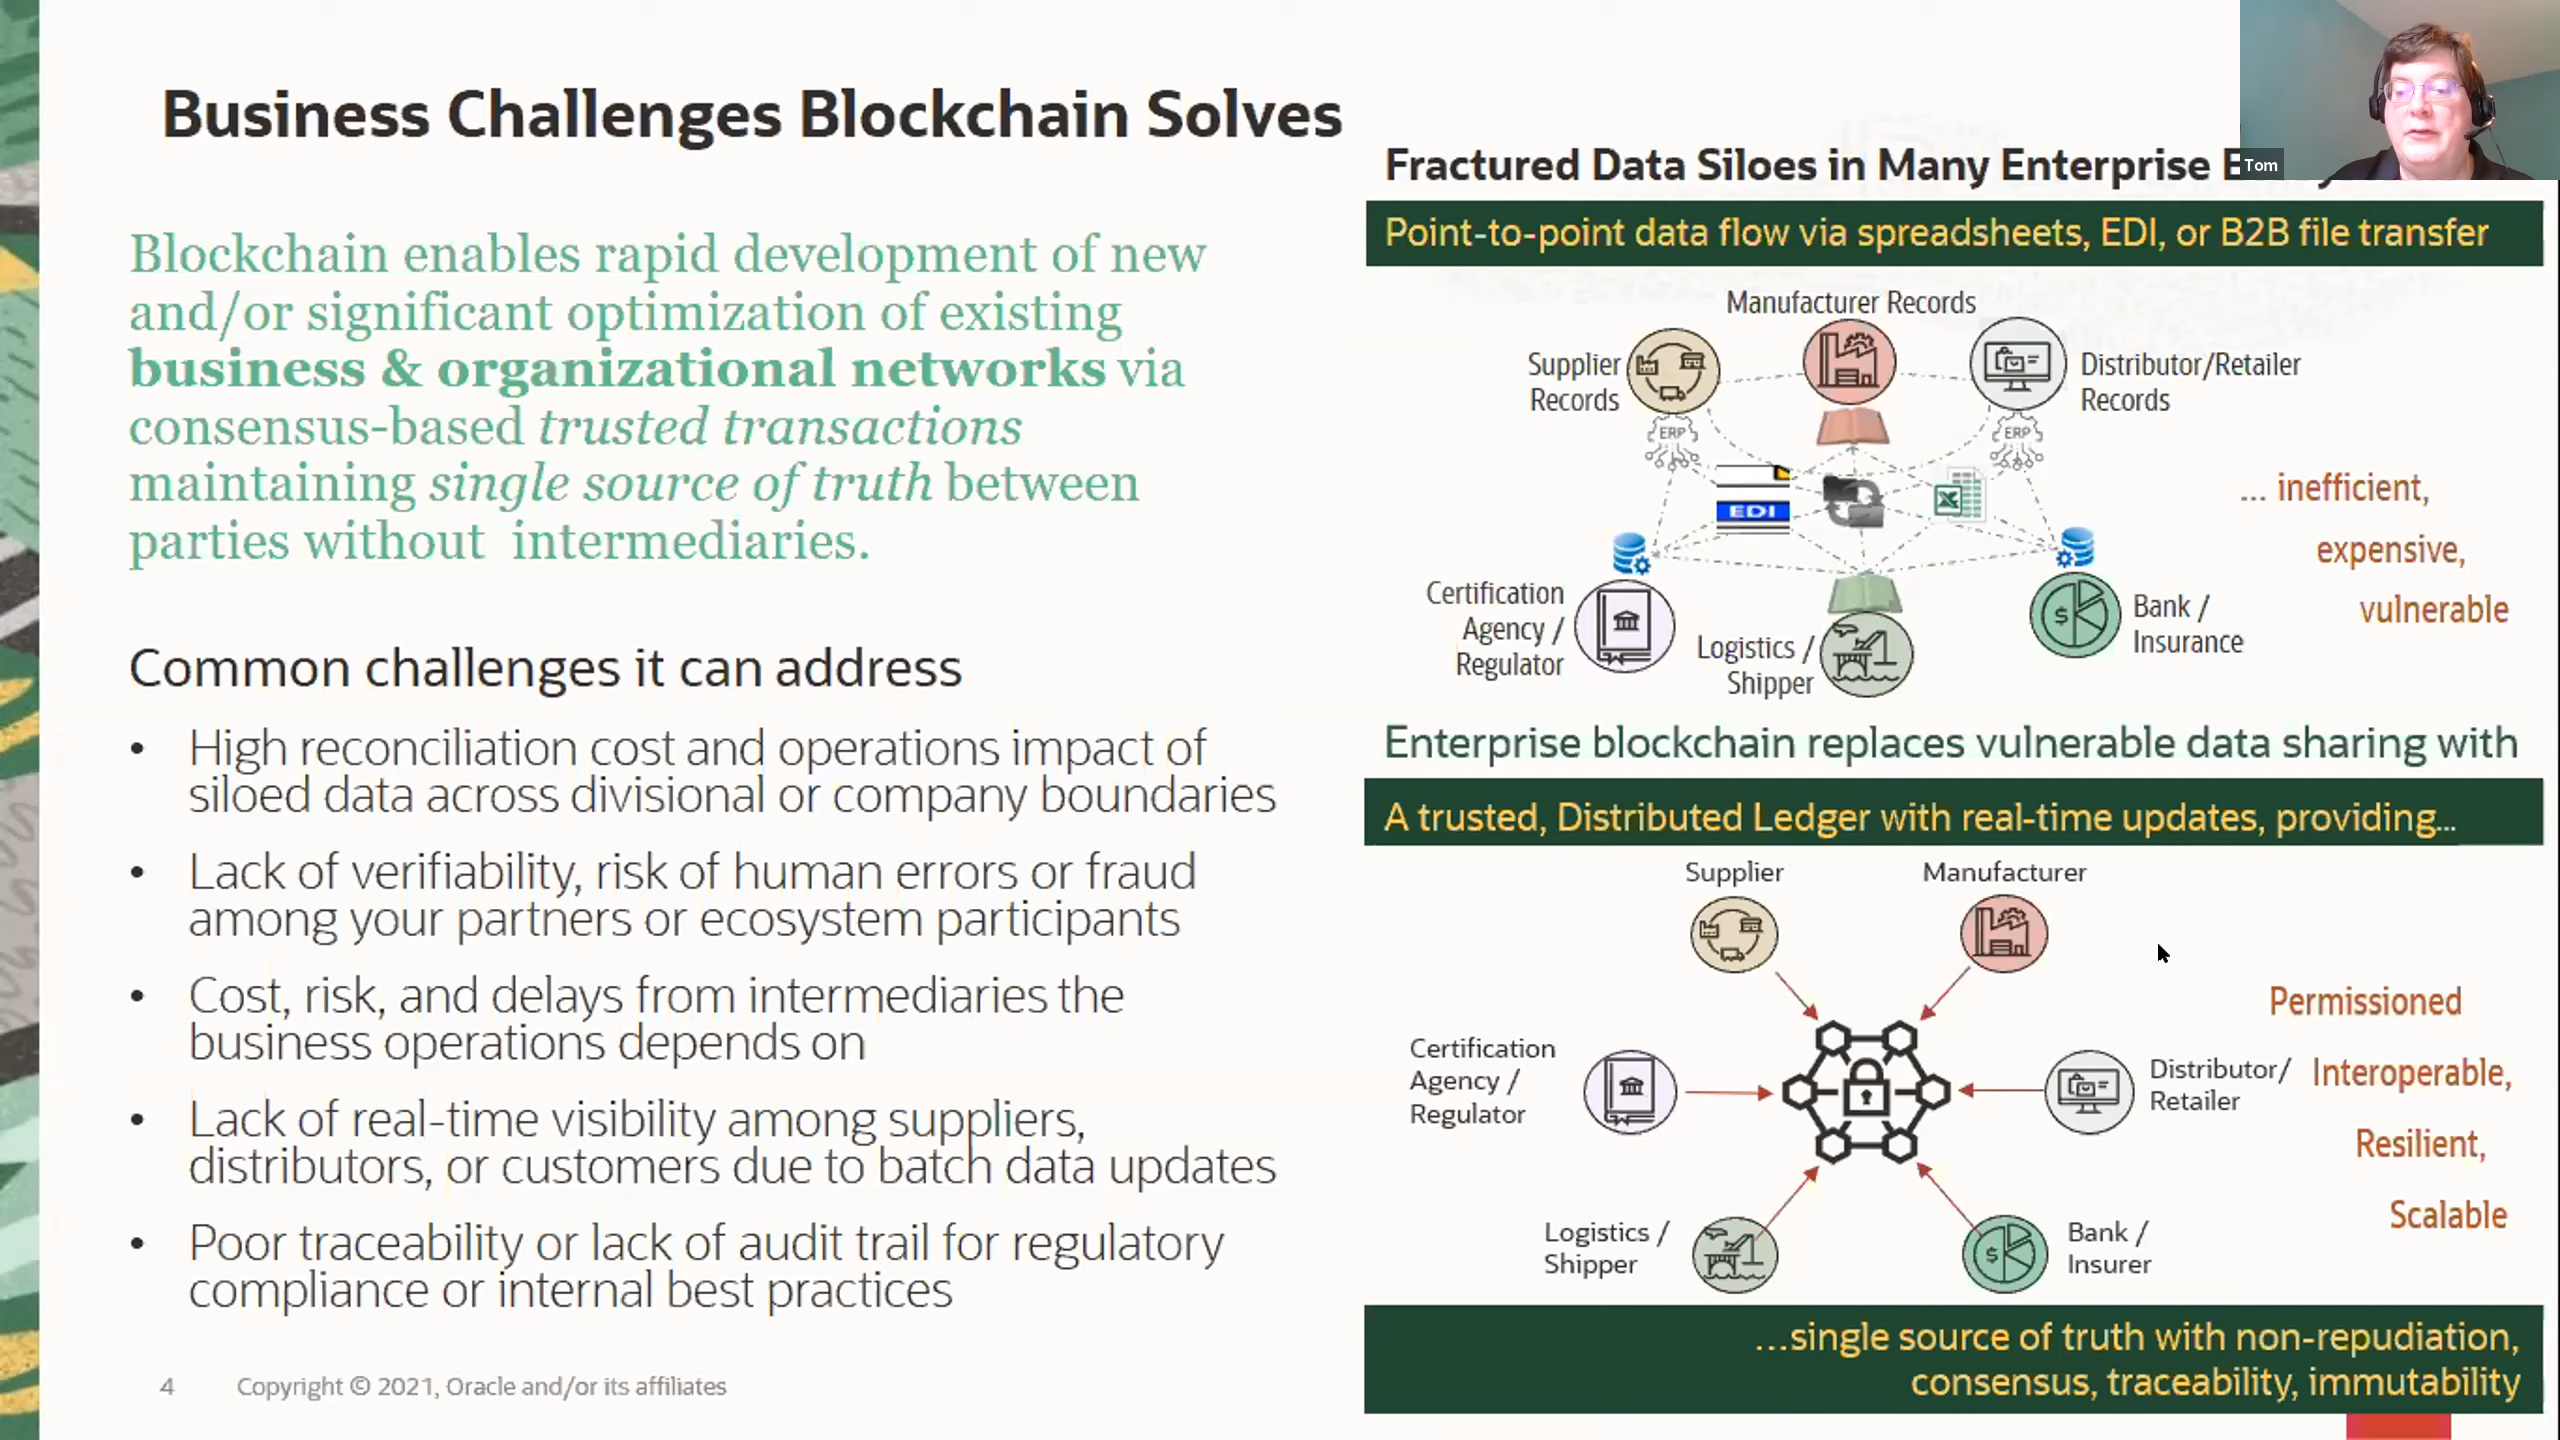 Business Challenges Blockchain Solves
Blockchain enables rapid development of new
and/or significant optimization of existing
business & organizational networks via
consensus-based trusted transactions
maintaining single source of truth between
parties without intermediaries.
Common challenges it can address
• High reconciliation cost and operations impact of
siloed data across divisional or company boundaries
• Lack of verifiability, risk of human errors or fraud
among your partners or ecosystem participants
• Cost, risk, and delays from intermediaries the
business operations depends on
• Lack of real-time visibility among suppliers,
distributors, or customers due to batch data updates
• Poor traceability or lack of audit trail for regulatory
compliance or internal best practices
4 Copyright © 2021, Oracle and/or its affiliates
Tom
Fractured Data Siloes in Many Enterprise
Point-to-point data flow via spreadsheets, EDI, or B2B file transfer
Manufacturer Records
Supplier
Records
Distributor/Retailer
Records
ERP
ERP
EDI
... inefficient,
expensive,
vulnerable
Certification
Agency /
Regulator
Logistics /
Shipper
Bank /
Insurance
Enterprise blockchain replaces vulnerable data sharing with
A trusted, Distributed Ledger with real-time updates, providing...
Supplier
Manufacturer
Certification
Agency /
Regulator
Distributor/
Retailer
Logistics /
Shipper
Bank /
Insurer
Permissioned
Interoperable,
Resilient,
Scalable
...single source of truth with non-repudiation,
consensus, traceability, immutability